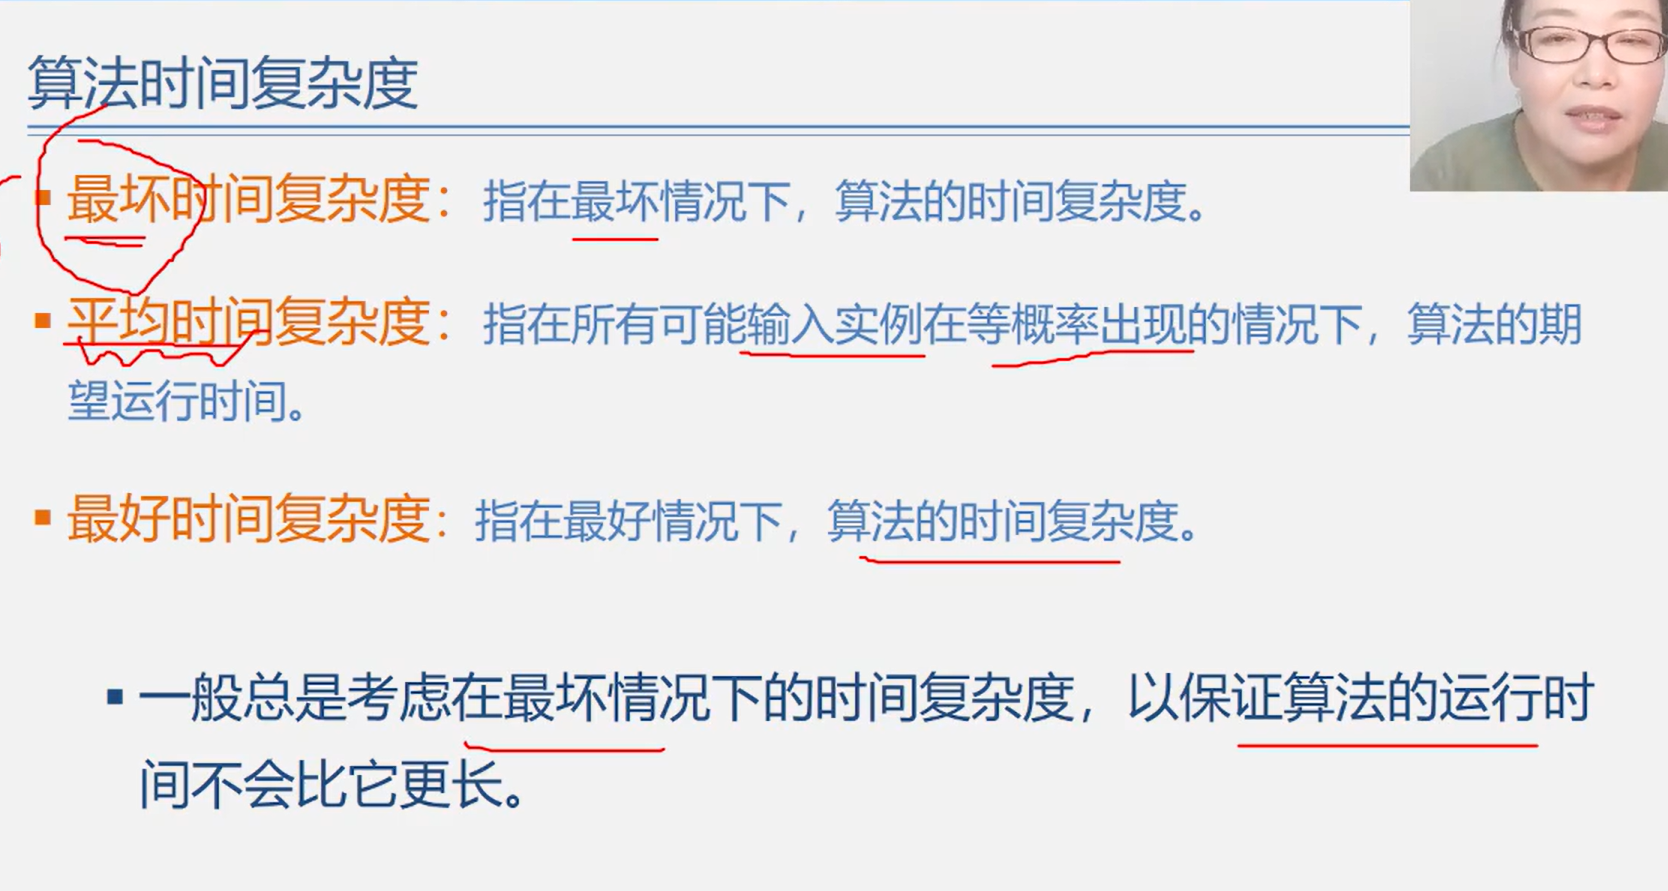 算法时间复杂度
▪ 最坏时间复杂度：指在最坏情况下，算法的时间复杂度。
▪ 平均时间复杂度：指在所有可能输入实例在等概率出现的情况下，算法的期
望运行时间。
▪ 最好时间复杂度：指在最好情况下，算法的时间复杂度。
▪ 一般总是考虑在最坏情况下的时间复杂度，以保证算法的运行时
间不会比它更长。